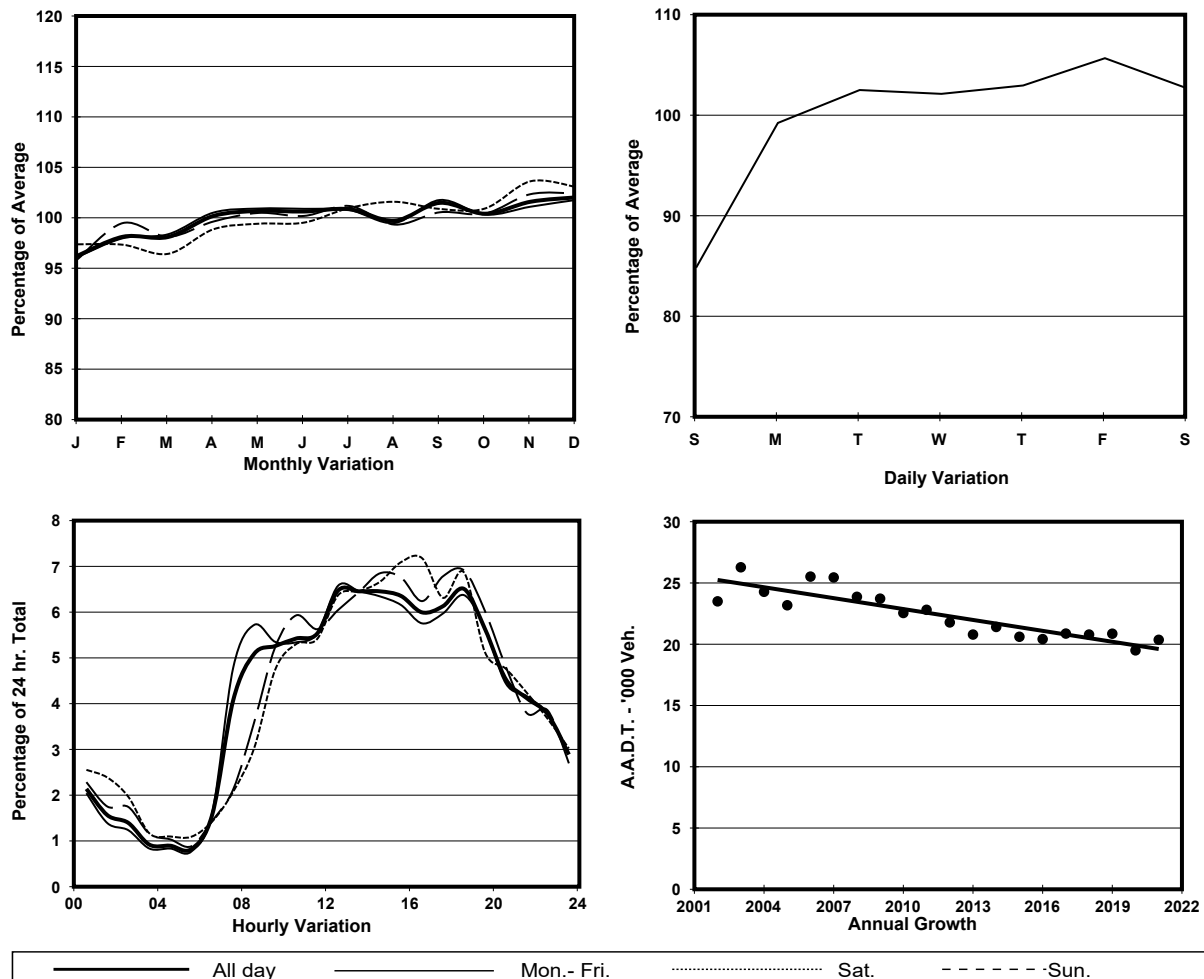 120
115
110
105
100
95
90
85
80
Percentage of Average
J F M A M J J A S O N D
Monthly Variation
110
100
90
80
70
Percentage of Average
S M T W T F S
Daily Variation
8
7
6
5
4
3
2
1
0
Percentage of 24 hr. Total
00 04 08 12 16 20 24
Hourly Variation
30
25
20
15
10
5
0
A.A.D.T. - '000 Veh.
2001 2004 2007 2010 2013 2016 2019 2022
Annual Growth
All day Mon.- Fri. Sat. Sun.